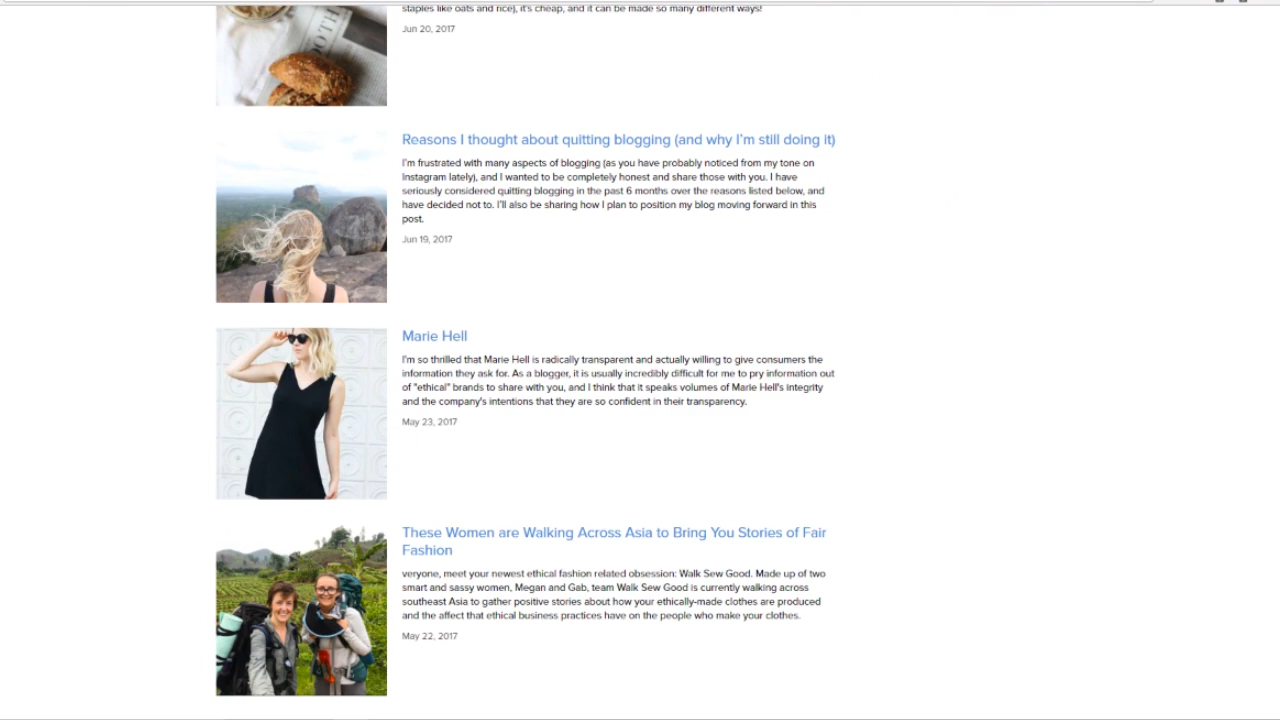 staples like oats and rice), it's cheap, and it can be made so many different ways!
Jun 20, 2017
Reasons I thought about quitting blogging (and why I'm still doing it)
I'm frustrated with many aspects of blogging (as you have probably noticed from my tone on
Instagram lately), and I wanted to be completely honest and share those with you. I have
seriously considered quitting blogging in the past 6 months over the reasons listed below, and
have decided not to. I'll also be sharing how I plan to position my blog moving forward in this
post.
Jun 19, 2017
Marie Hell
I'm so thrilled that Marie Hell is radically transparent and actually willing to give consumers the
information they ask for. As a blogger, it is usually incredibly difficult for me to pry information out
of "ethical" brands to share with you, and I think that it speaks volumes of Marie Hell's integrity
and the company's intentions that they are so confident in their transparency.
May 23, 2017
These Women are Walking Across Asia to Bring You Stories of Fair
Fashion
veryone, meet your newest ethical fashion related obsession: Walk Sew Good. Made up of two
smart and sassy women, Megan and Gab, team Walk Sew Good is currently walking across
southeast Asia to gather positive stories about how your ethically-made clothes are produced
and the affect that ethical business practices have on the people who make your clothes.
May 22, 2017